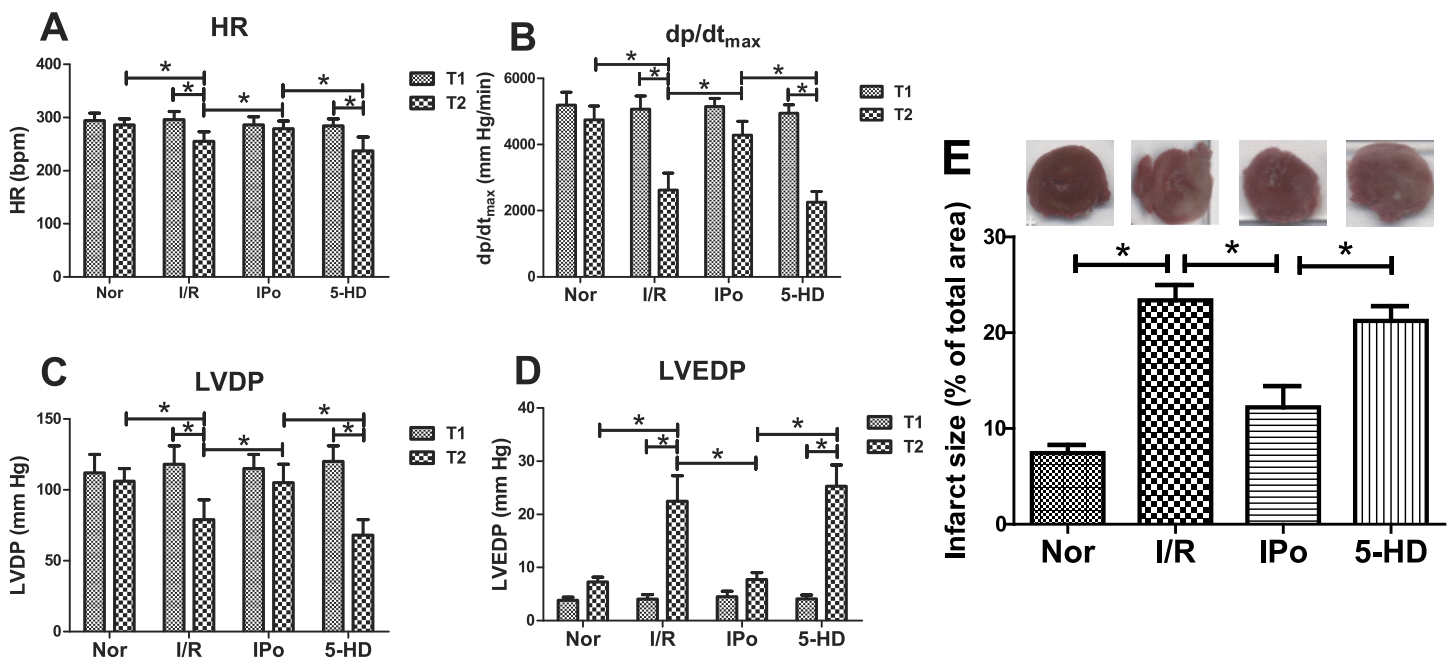 A
HR
HR (bpm)
400
300
200
100
0
* * * * *
Nor I/R IPo 5-HD
T1
T2
B
dp/dtmax
dp/dtmax (mm Hg/min)
6000
4000
2000
0
* * * * *
Nor I/R IPo 5-HD
T1
T2
C
LVDP
LVDP (mm Hg)
150
100
50
0
* * * * *
Nor I/R IPo 5-HD
T1
T2
D
LVEDP
LVEDP (mm Hg)
40
30
20
10
0
* * * * *
Nor I/R IPo 5-HD
T1
T2
E
Infarct size (% of total area)
30
20
10
0
* * *
Nor I/R IPo 5-HD